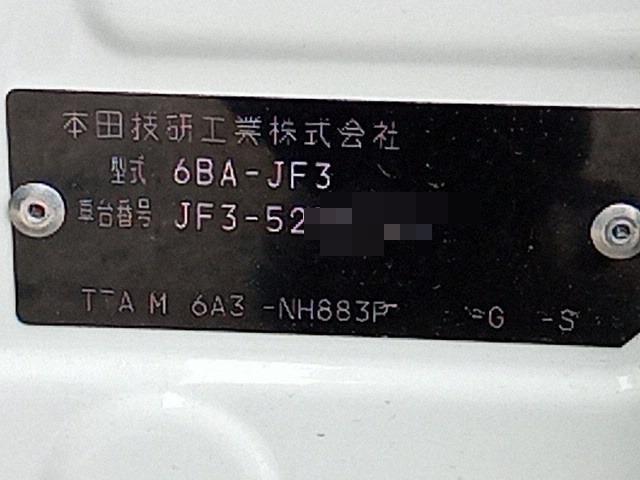 本田技研工業株式会社
型式 6BA-JF3
車台番号 JF3-52
TTAM 6A3 -NH883P -G -S